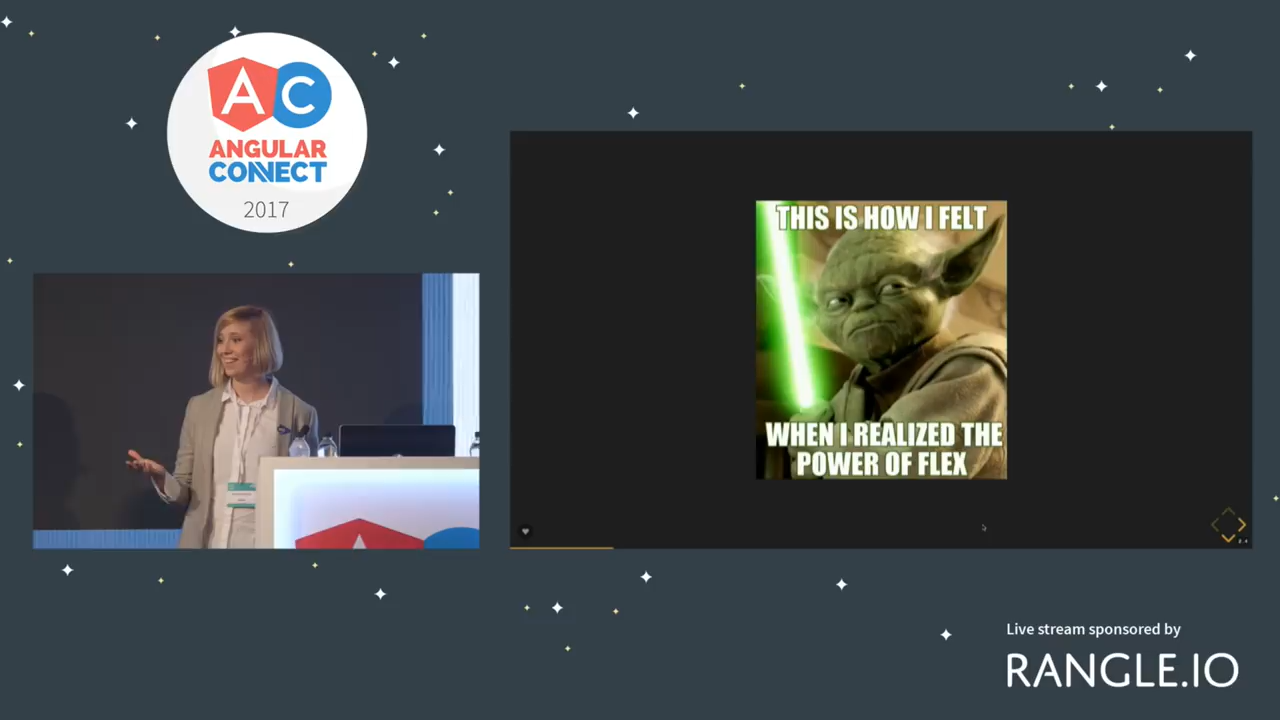 AC
ANGULAR
CONNECT
2017
THIS IS HOW I FELT
WHEN I REALIZED THE
POWER OF FLEX
Live stream sponsored by
RANGLE.IO